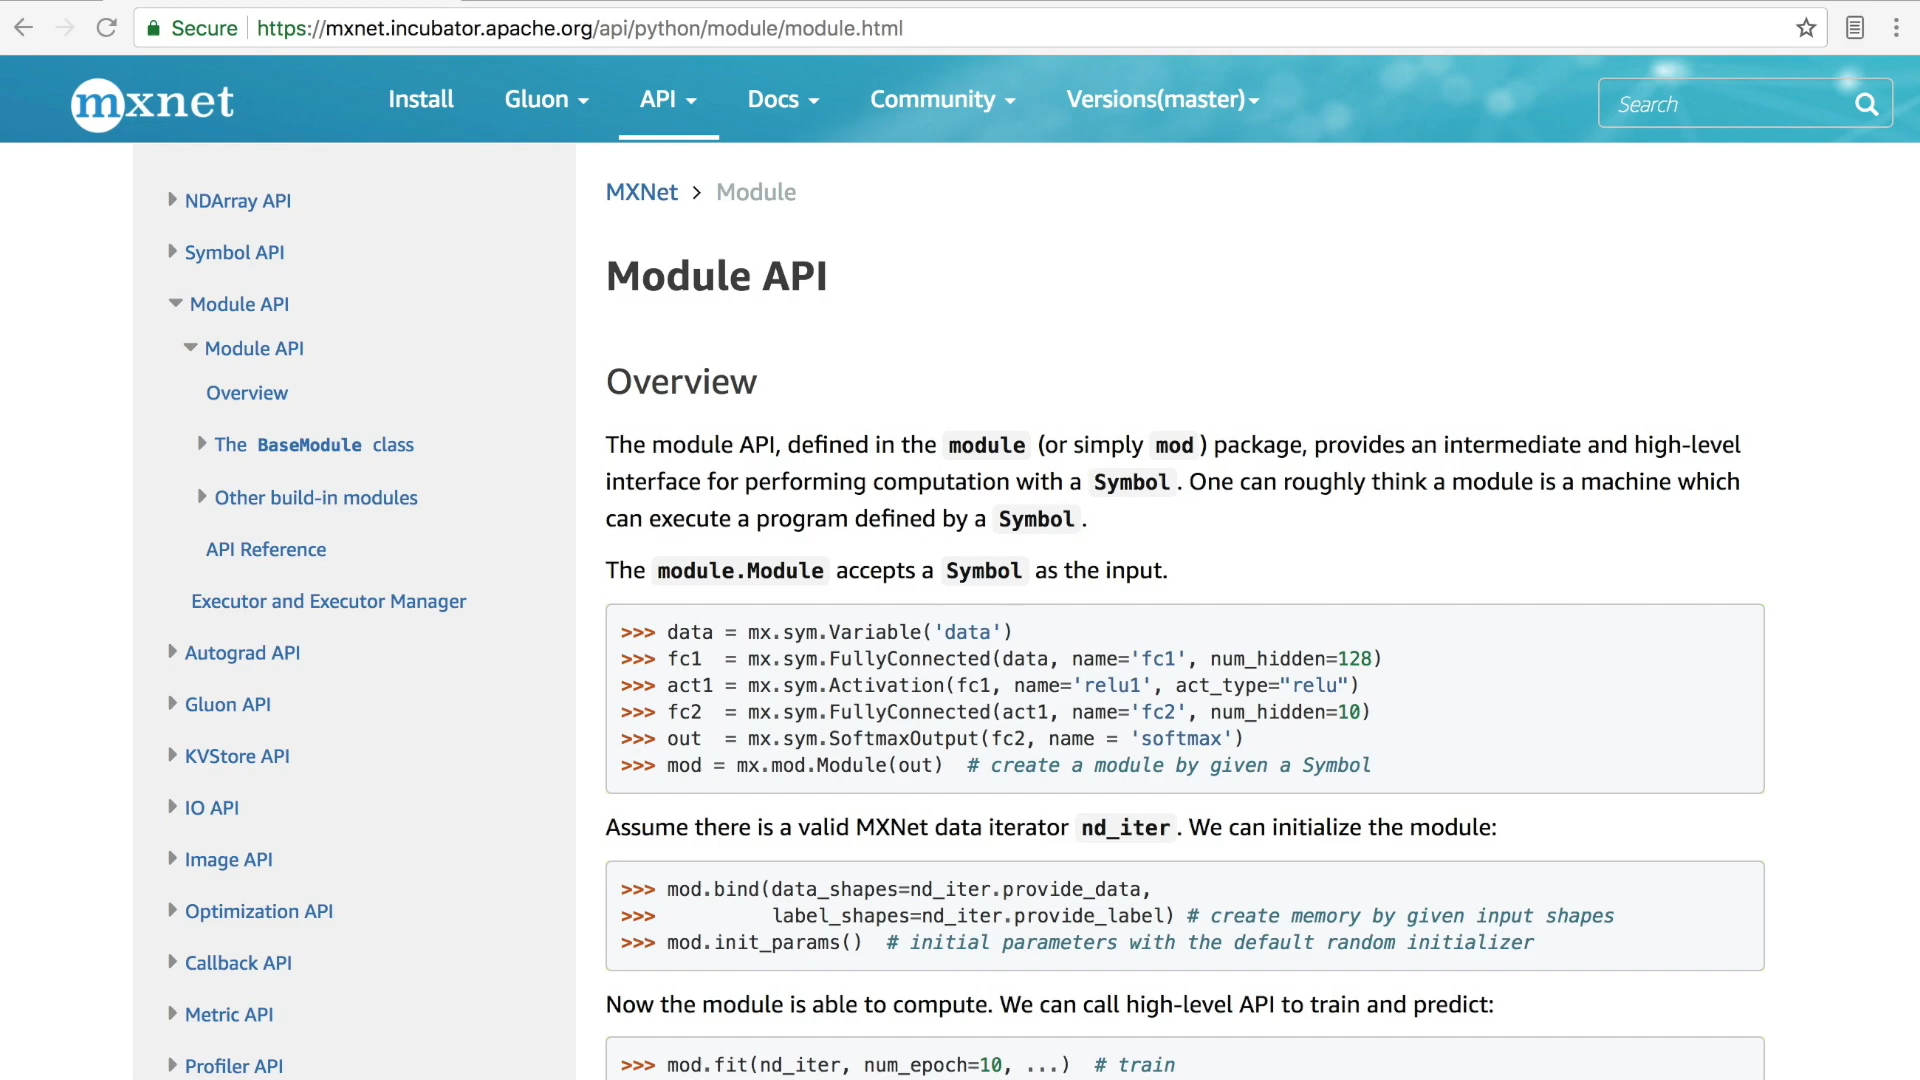 Secure https://mxnet.incubator.apache.org/api/python/module/module.html
mxnet Install Gluon API Docs Community Versions(master) Search
NDArray API
Symbol API
Module API
Module API
Overview
The BaseModule class
Other build-in modules
API Reference
Executor and Executor Manager
Autograd API
Gluon API
KVStore API
IO API
Image API
Optimization API
Callback API
Metric API
Profiler API
MXNet > Module
Module API
Overview
The module API, defined in the module (or simply mod ) package, provides an intermediate and high-level
interface for performing computation with a Symbol . One can roughly think a module is a machine which
can execute a program defined by a Symbol .
The module.Module accepts a Symbol as the input.
>>> data = mx.sym.Variable('data')
>>> fc1  = mx.sym.FullyConnected(data, name='fc1', num_hidden=128)
>>> act1 = mx.sym.Activation(fc1, name='relu1', act_type="relu")
>>> fc2  = mx.sym.FullyConnected(act1, name='fc2', num_hidden=10)
>>> out  = mx.sym.SoftmaxOutput(fc2, name = 'softmax')
>>> mod = mx.mod.Module(out)  # create a module by given a Symbol
Assume there is a valid MXNet data iterator nd_iter . We can initialize the module:
>>> mod.bind(data_shapes=nd_iter.provide_data,
>>>          label_shapes=nd_iter.provide_label) # create memory by given input shapes
>>> mod.init_params()  # initial parameters with the default random initializer
Now the module is able to compute. We can call high-level API to train and predict:
>>> mod.fit(nd_iter, num_epoch=10, ...)  # train